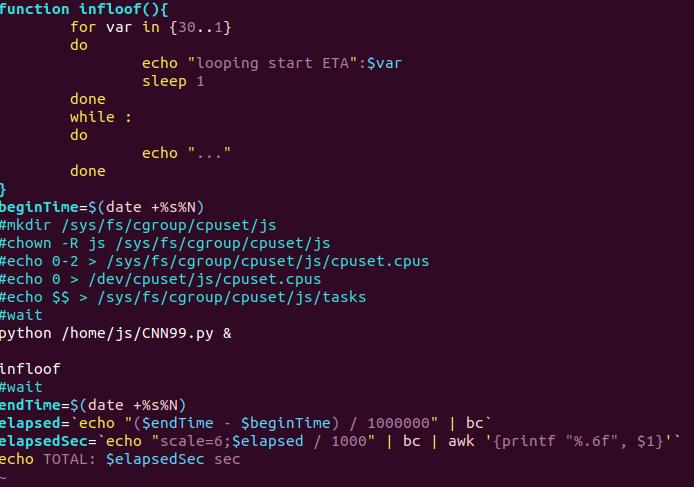 function infloof(){
        for var in {30..1}
        do
                echo "looping start ETA":$var
                sleep 1
        done
        while :
        do
                echo "..."
        done
}
beginTime=$(date +%s%N)
#mkdir /sys/fs/cgroup/cpuset/js
#chown -R js /sys/fs/cgroup/cpuset/js
#echo 0-2 > /sys/fs/cgroup/cpuset/js/cpuset.cpus
#echo 0 > /dev/cpuset/js/cpuset.cpus
#echo $$ > /sys/fs/cgroup/cpuset/js/tasks
#wait
python /home/js/CNN99.py &

infloof
#wait
endTime=$(date +%s%N)
elapsed=`echo "($endTime - $beginTime) / 1000000" | bc`
elapsedSec=`echo "scale=6;$elapsed / 1000" | bc | awk '{printf "%.6f", $1}'`
echo TOTAL: $elapsedSec sec
~